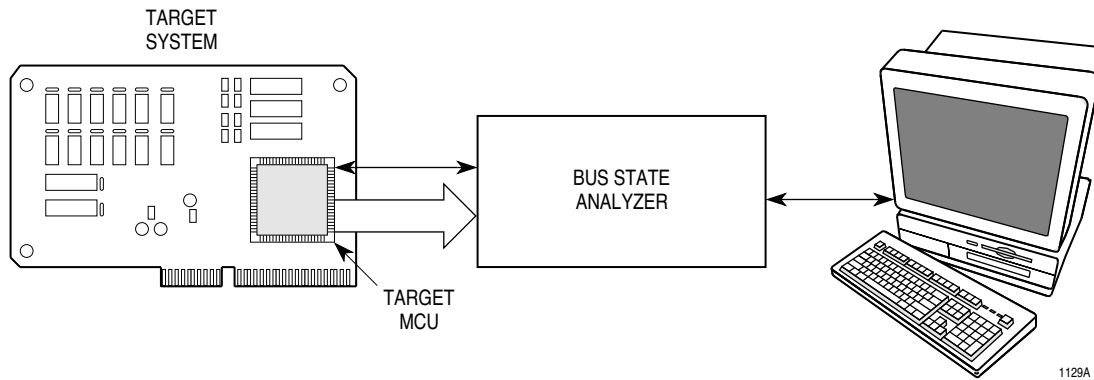 TARGET
SYSTEM
BUS STATE
ANALYZER
TARGET
MCU
1129A